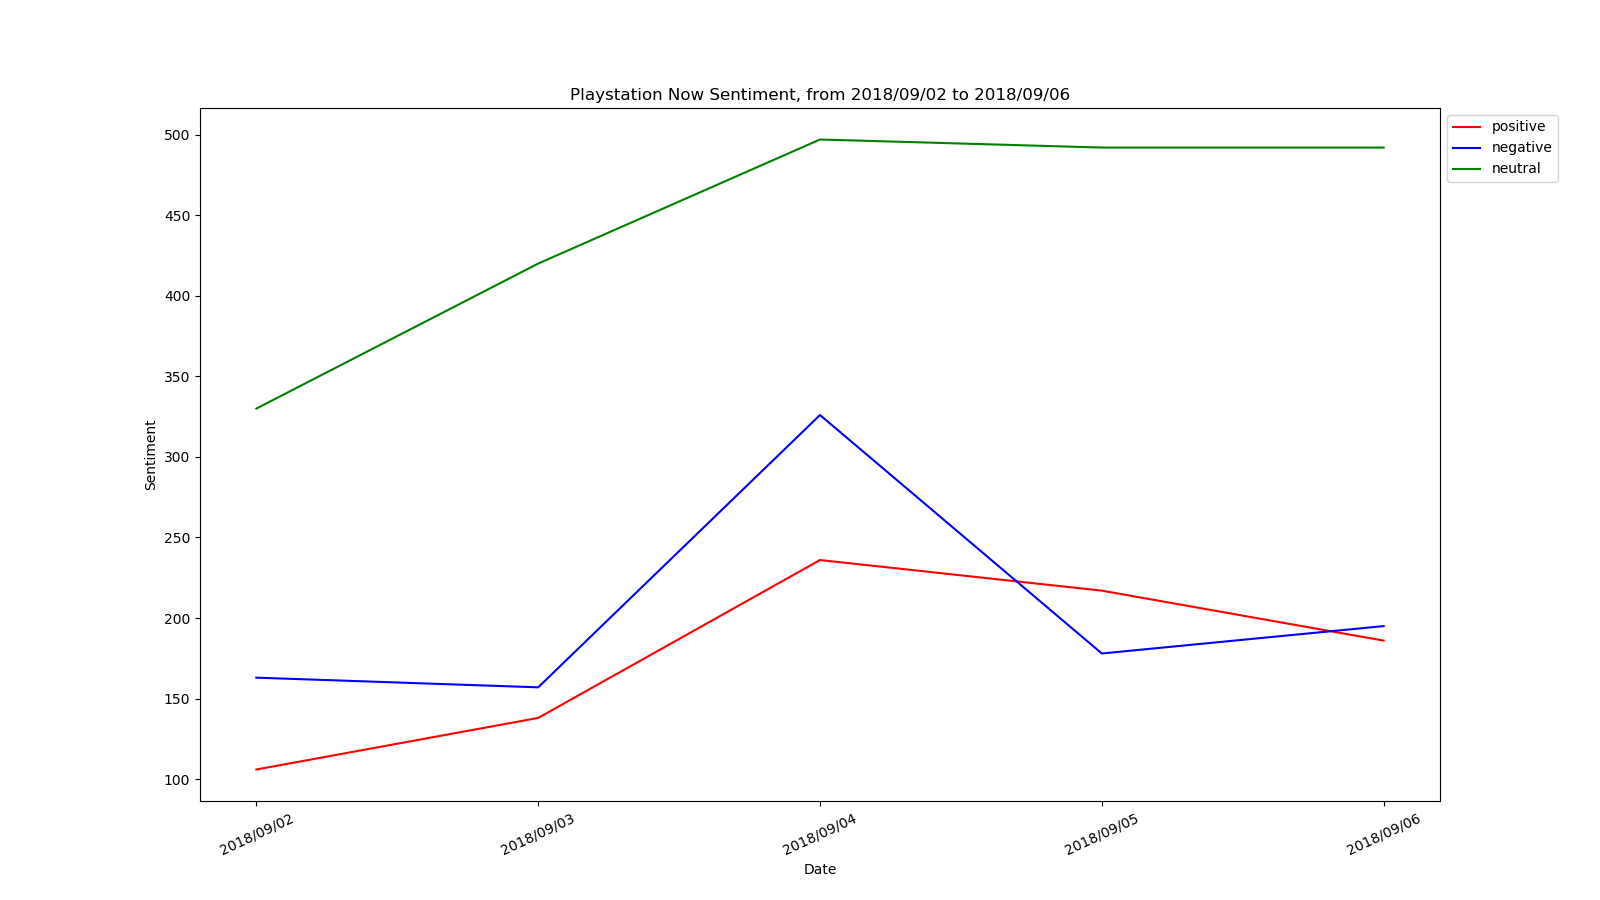 Playstation Now Sentiment, from 2018/09/02 to 2018/09/06
positive
negative
neutral
500
450
400
350
300
250
200
150
100
Sentiment
2018/09/02
2018/09/03
2018/09/04
2018/09/05
2018/09/06
Date